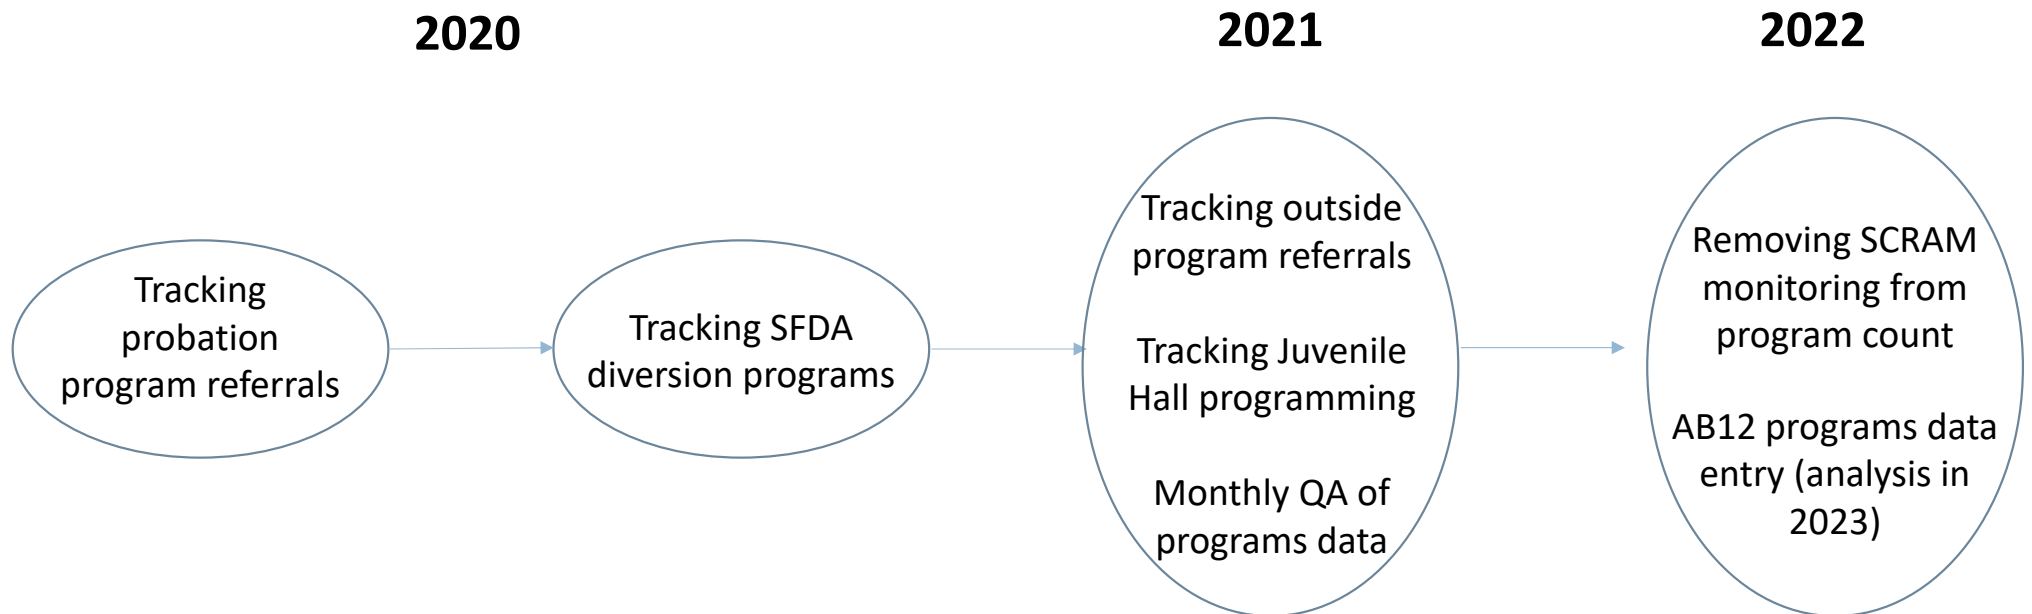 2020
2021
2022
Tracking
probation
program referrals
Tracking SFDA
diversion programs
Tracking outside
program referrals
Tracking Juvenile
Hall programming
Monthly QA of
programs data
Removing SCRAM
monitoring from
program count
AB12 programs data
entry (analysis in
2023)